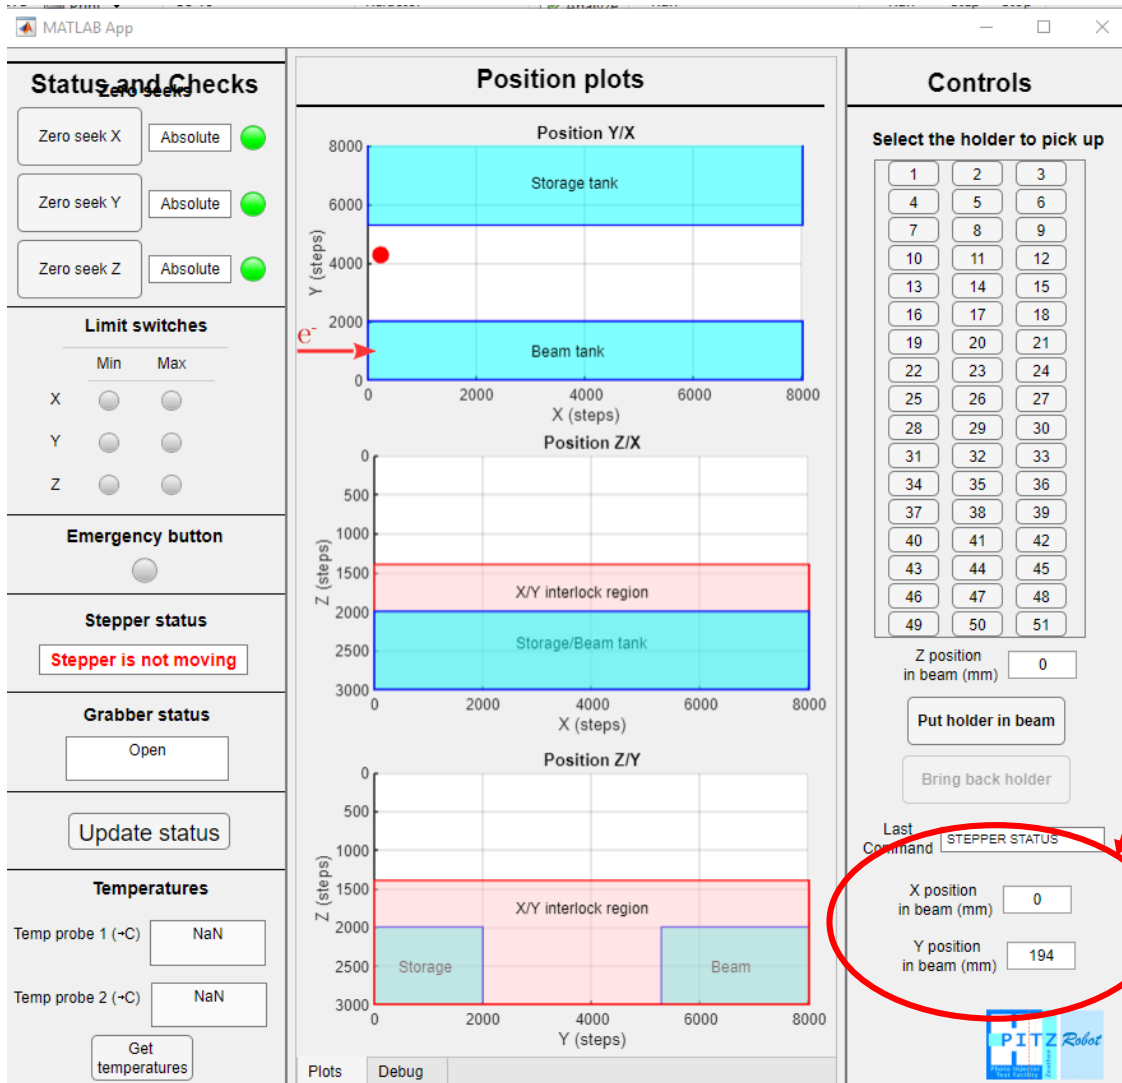 MATLAB App
Status and Checks
Zero seeks
Zero seek X Absolute
Zero seek Y Absolute
Zero seek Z Absolute
Limit switches
Min Max
X
Y
Z
Emergency button
Stepper status
Stepper is not moving
Grabber status
Open
Update status
Temperatures
Temp probe 1 (→C) NaN
Temp probe 2 (→C) NaN
Get
temperatures
Position plots
Position Y/X
8000
6000
4000
2000
0
Y (steps)
Storage tank
Beam tank
e-
0 2000 4000 6000 8000
X (steps)
Position Z/X
0
500
1000
1500
2000
2500
3000
Z (steps)
X/Y interlock region
Storage/Beam tank
0 2000 4000 6000 8000
X (steps)
Position Z/Y
0
500
1000
1500
2000
2500
3000
Z (steps)
X/Y interlock region
Storage Beam
0 2000 4000 6000 8000
Y (steps)
Plots Debug
Controls
Select the holder to pick up
1 2 3
4 5 6
7 8 9
10 11 12
13 14 15
16 17 18
19 20 21
22 23 24
25 26 27
28 29 30
31 32 33
34 35 36
37 38 39
40 41 42
43 44 45
46 47 48
49 50 51
Z position
in beam (mm) 0
Put holder in beam
Bring back holder
Last
Command STEPPER STATUS
X position
in beam (mm) 0
Y position
in beam (mm) 194
PITZ Robot
Photo Injector
Test Facility